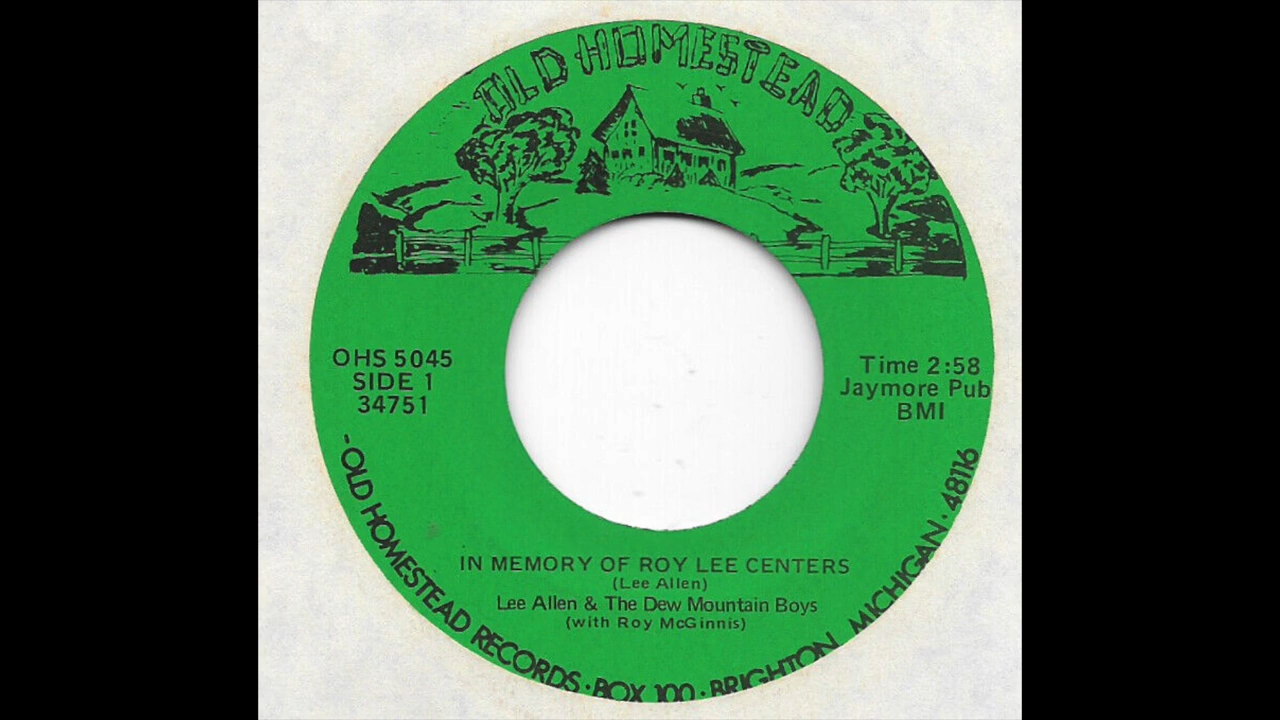 OLD HOMESTEAD
OHS 5045
SIDE 1
34751
Time 2:58
Jaymore Pub
BMI
IN MEMORY OF ROY LEE CENTERS
(Lee Allen)
Lee Allen & The Dew Mountain Boys
(with Roy McGinnis)
-OLD HOMESTEAD RECORDS · BOX 100 · BRIGHTON, MICHIGAN · 48116